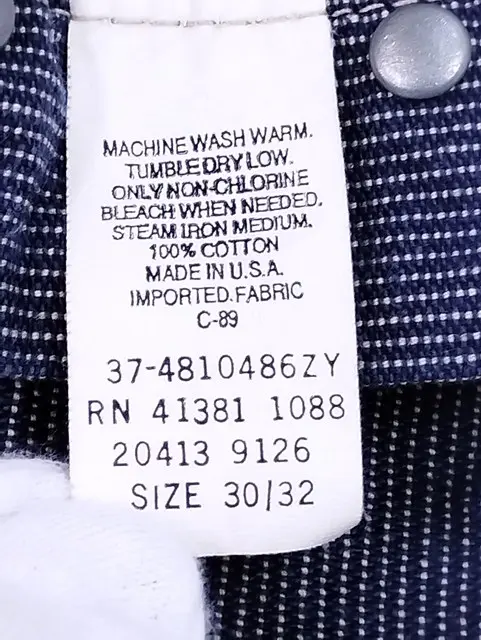 MACHINE WASH WARM.
TUMBLE DRY LOW.
ONLY NON-CHLORINE
BLEACH WHEN NEEDED.
STEAM IRON MEDIUM.
100% COTTON
MADE IN U.S.A.
IMPORTED.FABRIC
C-89
37-4810486ZY
RN 41381 1088
20413 9126
SIZE 30/32